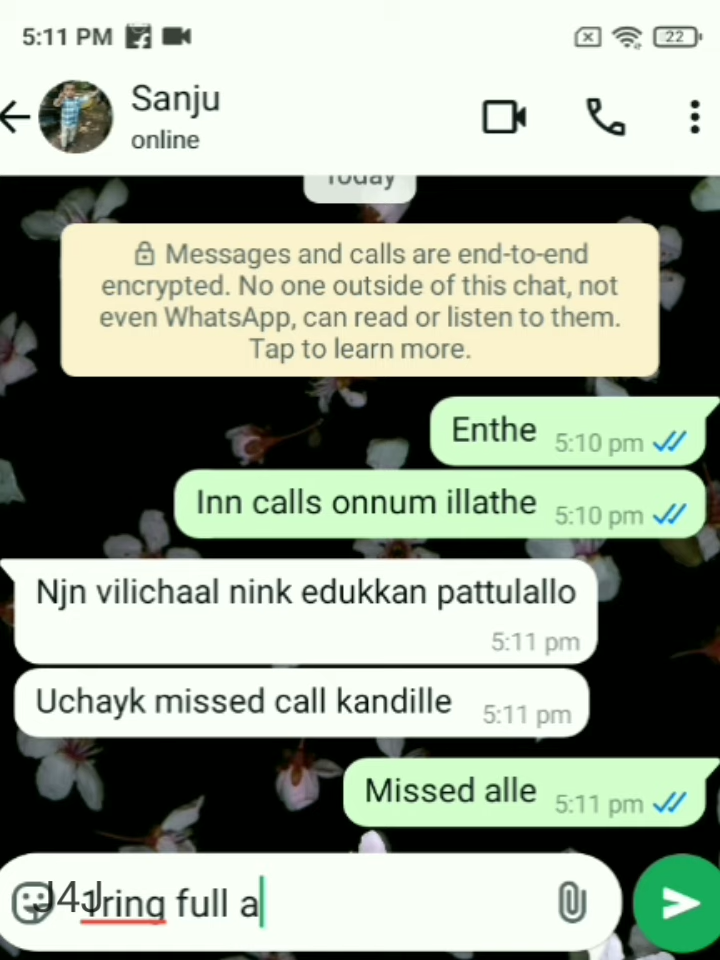 5:11 PM
22
Sanju
online
Today
Messages and calls are end-to-end
encrypted. No one outside of this chat, not
even WhatsApp, can read or listen to them.
Tap to learn more.
Enthe 5:10 pm
Inn calls onnum illathe 5:10 pm
Njn vilichaal nink edukkan pattulallo
5:11 pm
Uchayk missed call kandille 5:11 pm
Missed alle 5:11 pm
J4J
1ring full a